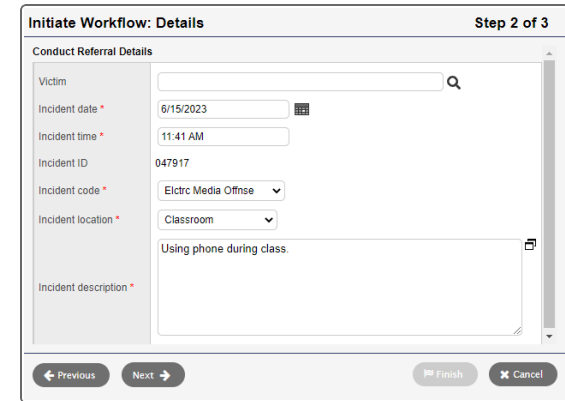 Initiate Workflow: Details Step 2 of 3
Conduct Referral Details
Victim
Incident date * 6/15/2023
Incident time * 11:41 AM
Incident ID 047917
Incident code * Elctrc Media Offnse
Incident location * Classroom
Using phone during class.
Incident description *
Previous Next Finish Cancel